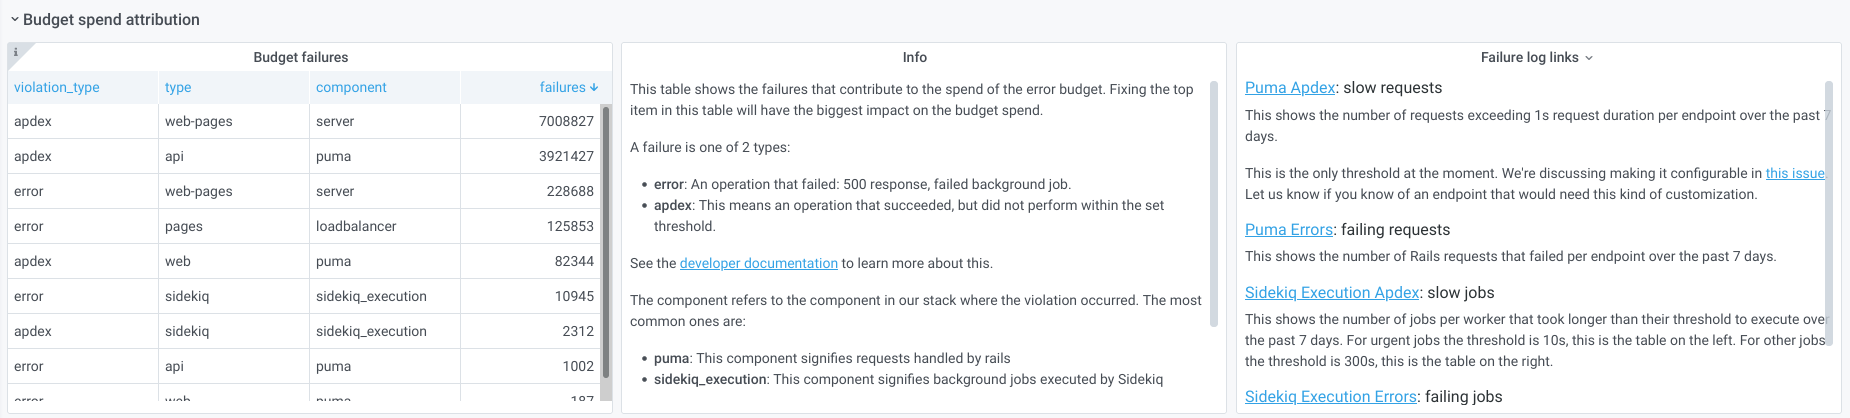 Budget spend attribution
Budget failures
violation_type type component failures
apdex web-pages server 7008827
apdex api puma 3921427
error web-pages server 228688
error pages loadbalancer 125853
apdex web puma 82344
error sidekiq sidekiq_execution 10945
apdex sidekiq sidekiq_execution 2312
error api puma 1002
error web puma 187
Info
This table shows the failures that contribute to the spend of the error budget. Fixing the top
item in this table will have the biggest impact on the budget spend.
A failure is one of 2 types:
• error: An operation that failed: 500 response, failed background job.
• apdex: This means an operation that succeeded, but did not perform within the set
threshold.
See the developer documentation to learn more about this.
The component refers to the component in our stack where the violation occurred. The most
common ones are:
• puma: This component signifies requests handled by rails
• sidekiq_execution: This component signifies background jobs executed by Sidekiq
Failure log links
Puma Apdex: slow requests
This shows the number of requests exceeding 1s request duration per endpoint over the past 7
days.
This is the only threshold at the moment. We're discussing making it configurable in this issue.
Let us know if you know of an endpoint that would need this kind of customization.
Puma Errors: failing requests
This shows the number of Rails requests that failed per endpoint over the past 7 days.
Sidekiq Execution Apdex: slow jobs
This shows the number of jobs per worker that took longer than their threshold to execute over
the past 7 days. For urgent jobs the threshold is 10s, this is the table on the left. For other jobs
the threshold is 300s, this is the table on the right.
Sidekiq Execution Errors: failing jobs